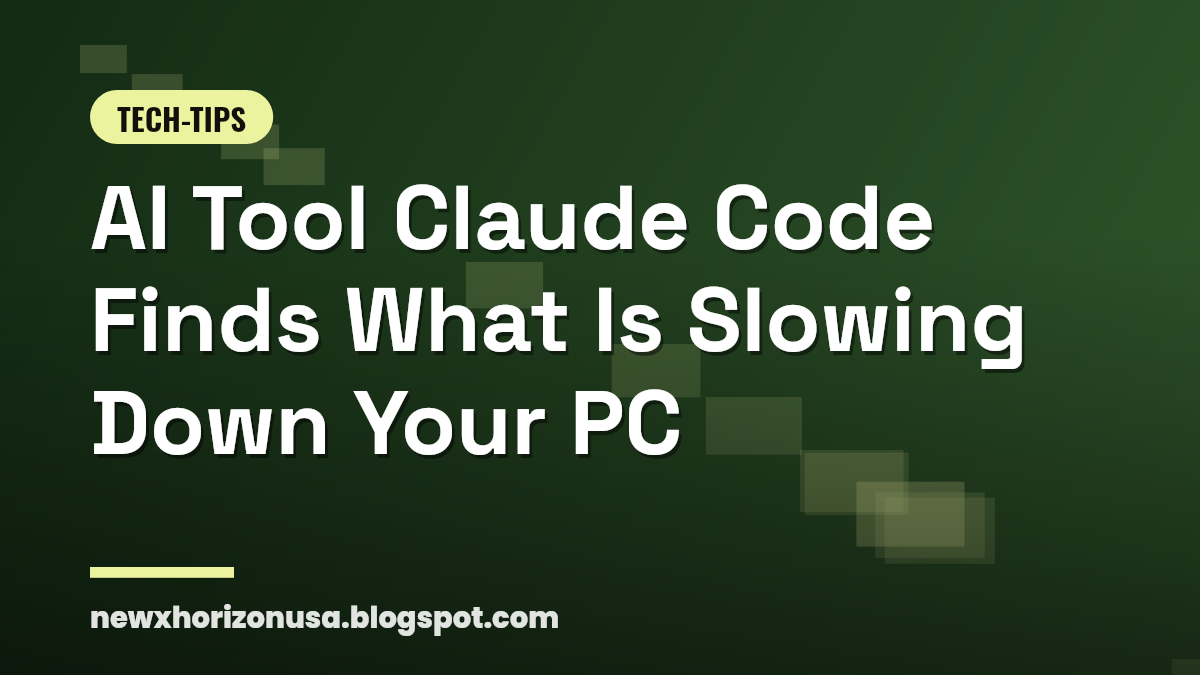 TECH-TIPS
AI Tool Claude Code
Finds What Is Slowing
Down Your PC
newxhorizonusa.blogspot.com